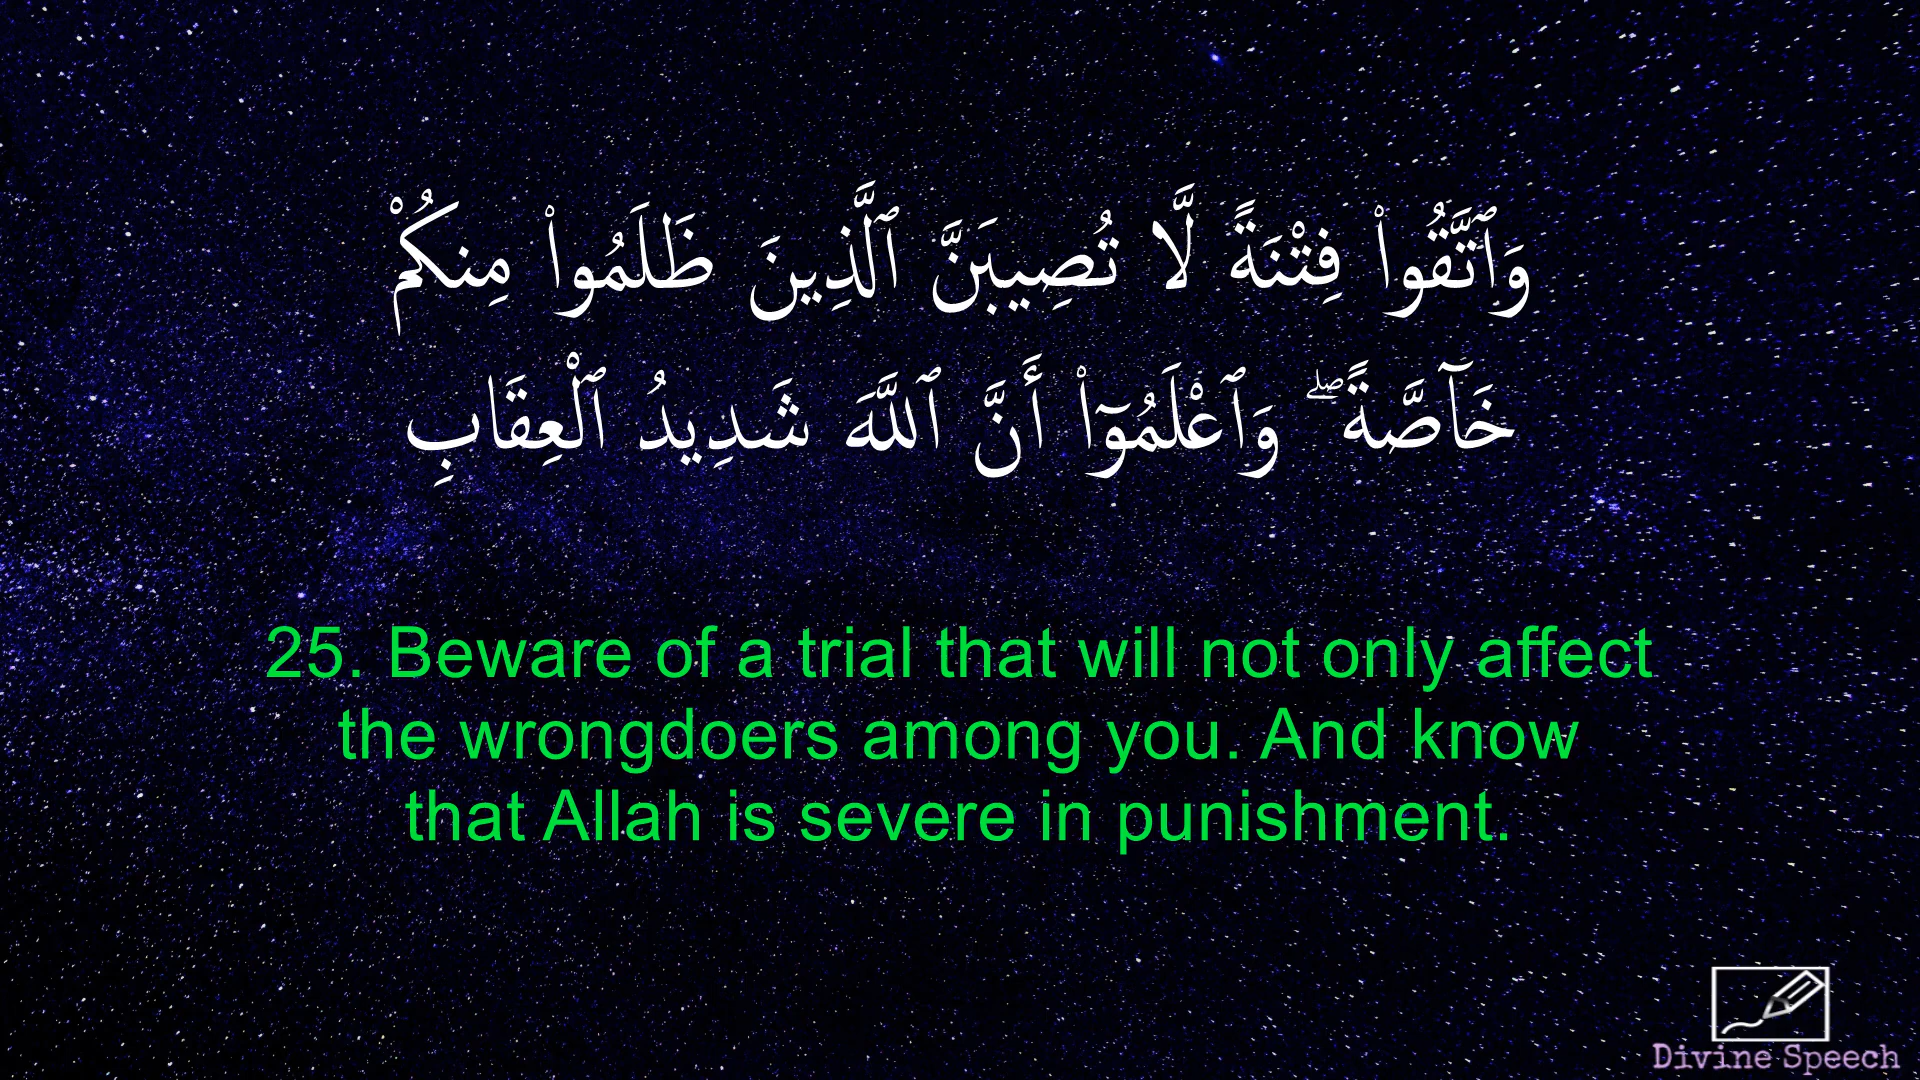 وَٱتَّقُوا۟ فِتْنَةً لَّا تُصِيبَنَّ ٱلَّذِينَ ظَلَمُوا۟ مِنكُمْ
خَآصَّةً ۖ وَٱعْلَمُوٓا۟ أَنَّ ٱللَّهَ شَدِيدُ ٱلْعِقَابِ
25. Beware of a trial that will not only affect
the wrongdoers among you. And know
that Allah is severe in punishment.
Divine Speech